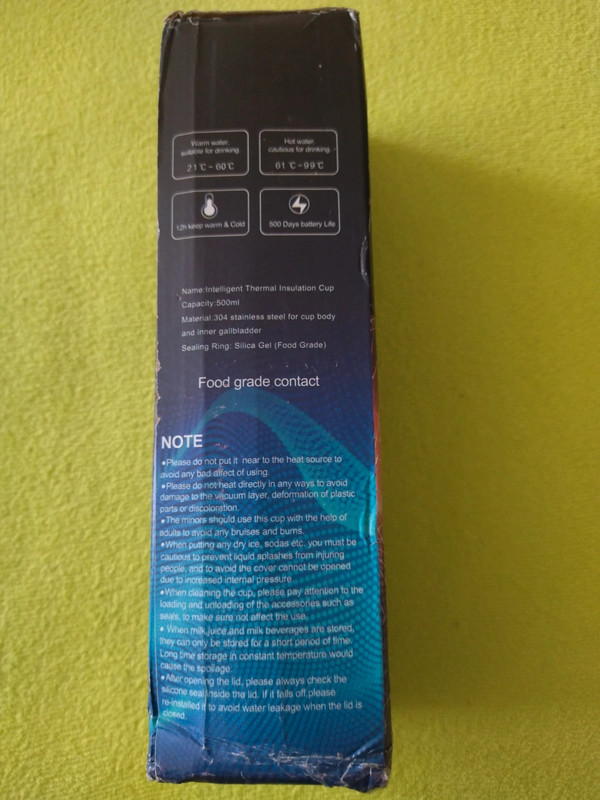 Warm water,
suitable for drinking.
21℃-60℃
Hot water,
cautious for drinking.
61℃-99℃
12h keep warm & Cold
500 Days battery Life
Name:Intelligent Thermal Insulation Cup
Capacity:500ml
Material:304 stainless steel for cup body
and inner gallbladder
Sealing Ring: Silica Gel (Food Grade)
Food grade contact
NOTE
●Please do not put it near to the heat source to
avoid any bad affect of using.
●Please do not heat directly in any ways to avoid
damage to the vacuum layer, deformation of plastic
parts or discoloration.
●The minors should use this cup with the help of
adults to avoid any bruises and burns.
●When putting any dry ice, sodas etc. you must be
cautious to prevent liquid splashes from injuring
people, and to avoid the cover cannot be opened
due to increased internal pressure.
●When cleaning the cup, please pay attention to the
loading and unloading of the accessories such as
seals, to make sure not affect the use.
● When milk,juice,and milk beverages are stored,
they can only be stored for a short period of time.
Long time storage in constant temperature would
cause the spoilage.
●After opening the lid, please always check the
silicone seal inside the lid. if it falls off,please
re-installed it to avoid water leakage when the lid is
closed.